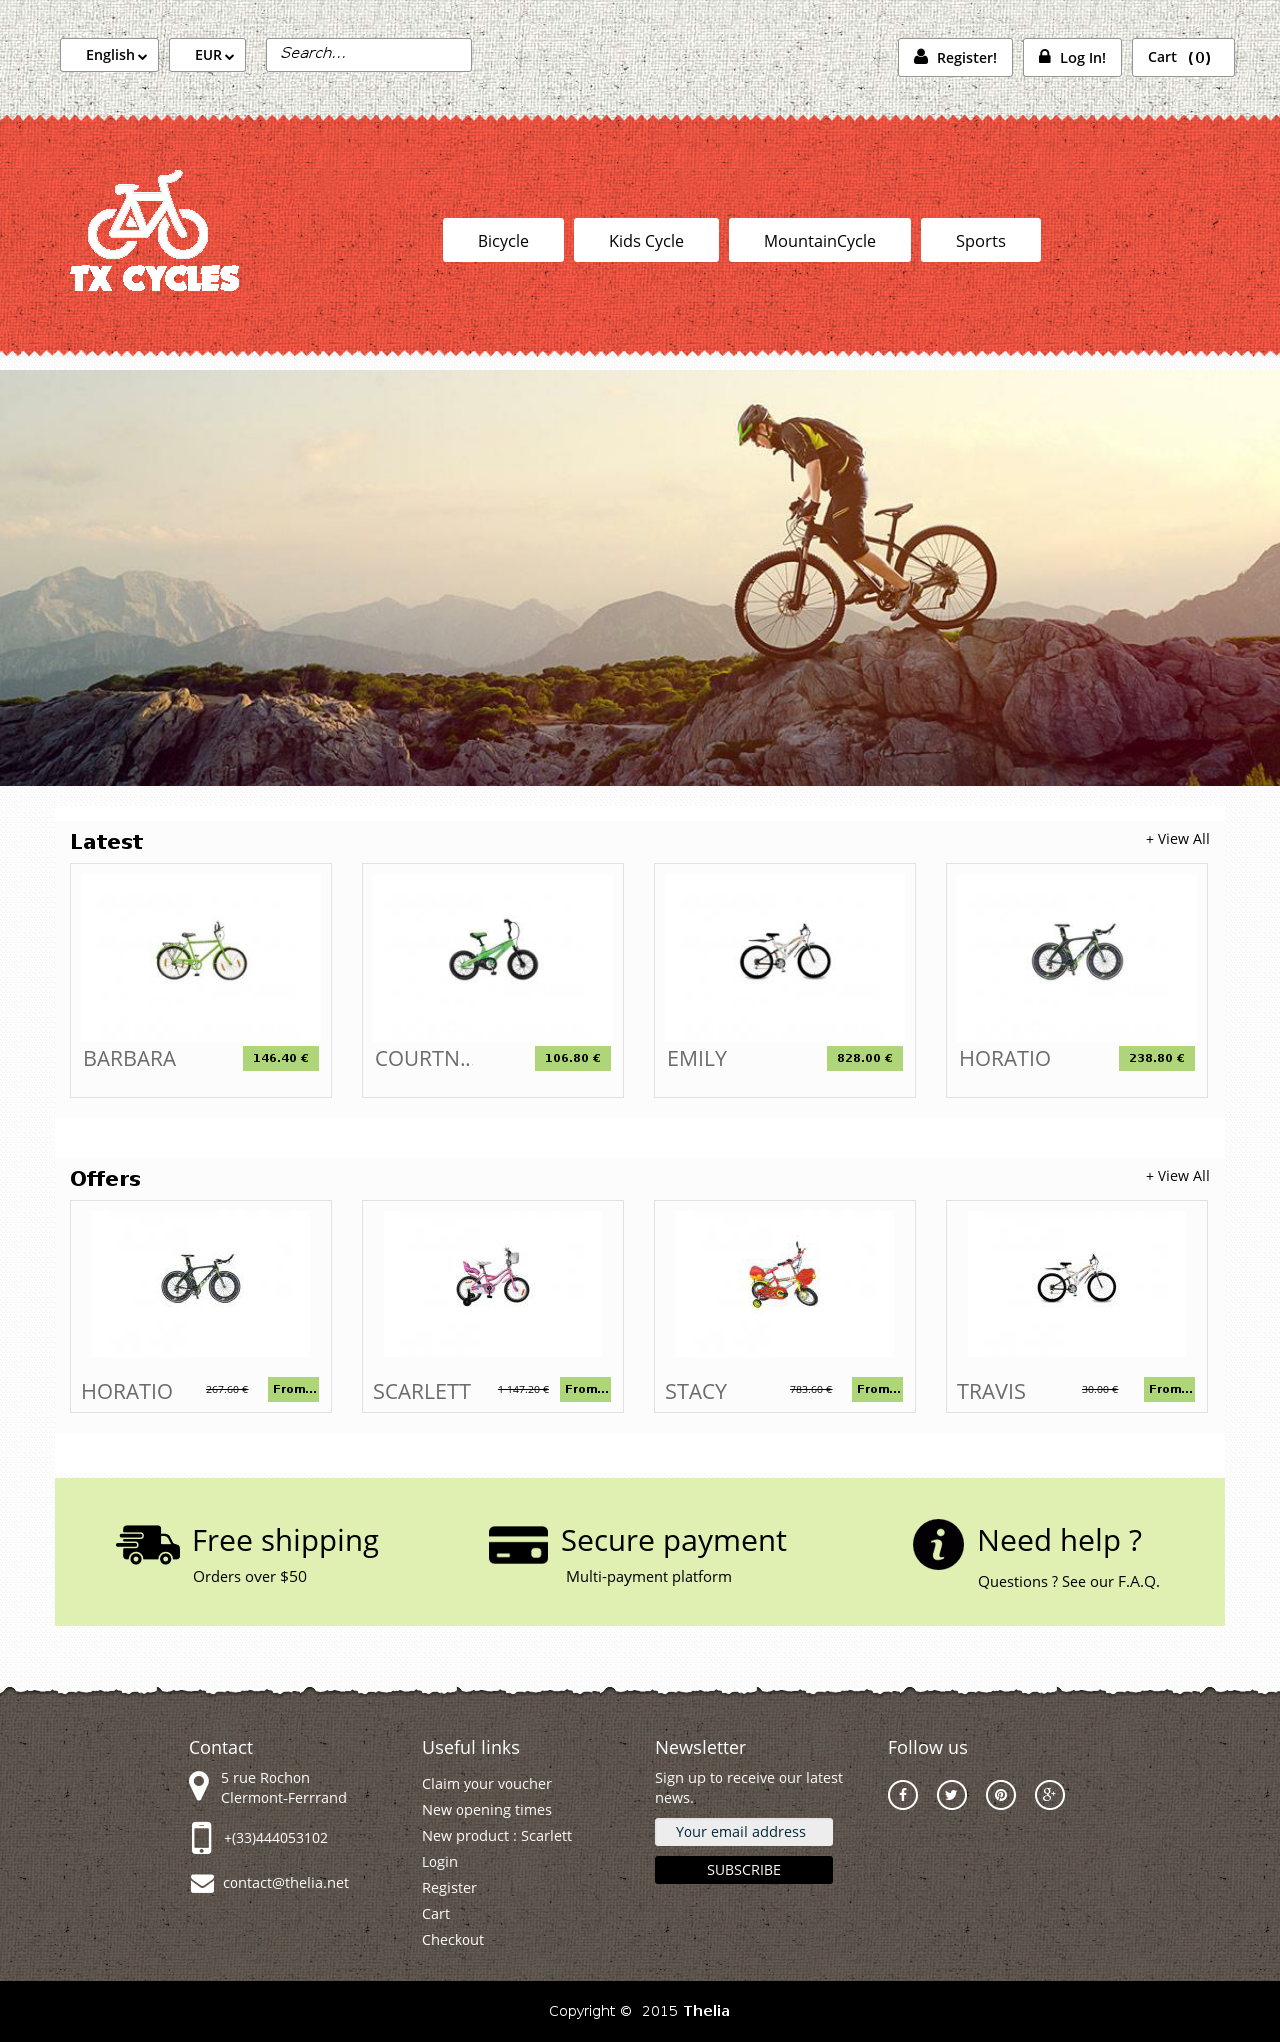 English
EUR
Search...
Register!
Log In!
Cart (0)
TX CYCLES
Bicycle
Kids Cycle
MountainCycle
Sports
Latest
+ View All
BARBARA
146.40 €
COURTN..
106.80 €
EMILY
828.00 €
HORATIO
238.80 €
Offers
+ View All
HORATIO
267.60 €
From...
SCARLETT
1 147.20 €
From...
STACY
783.60 €
From...
TRAVIS
30.00 €
From...
Free shipping
Orders over $50
Secure payment
Multi-payment platform
Need help ?
Questions ? See our F.A.Q.
Contact
5 rue Rochon
Clermont-Ferrrand
+(33)444053102
contact@thelia.net
Useful links
Claim your voucher
New opening times
New product : Scarlett
Login
Register
Cart
Checkout
Newsletter
Sign up to receive our latest
news.
Your email address
SUBSCRIBE
Follow us
Copyright © 2015 Thelia